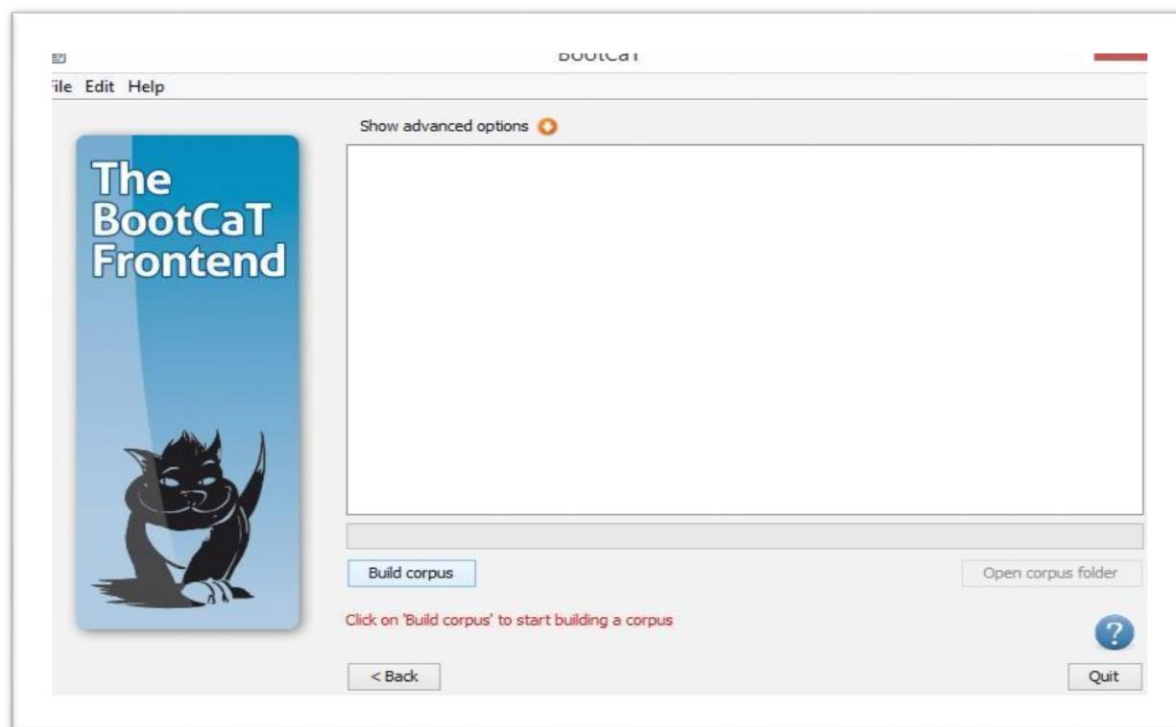 BootCaT
File Edit Help
Show advanced options
The
BootCaT
Frontend
Build corpus
Open corpus folder
Click on 'Build corpus' to start building a corpus
?
< Back
Quit